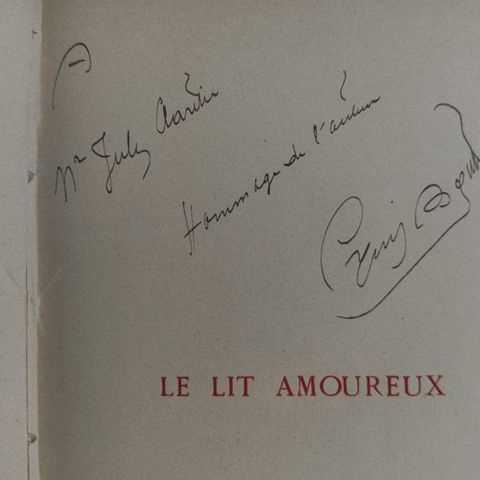 A
Mr Jules Claretie
Hommage de l'auteur
LE LIT AMOUREUX